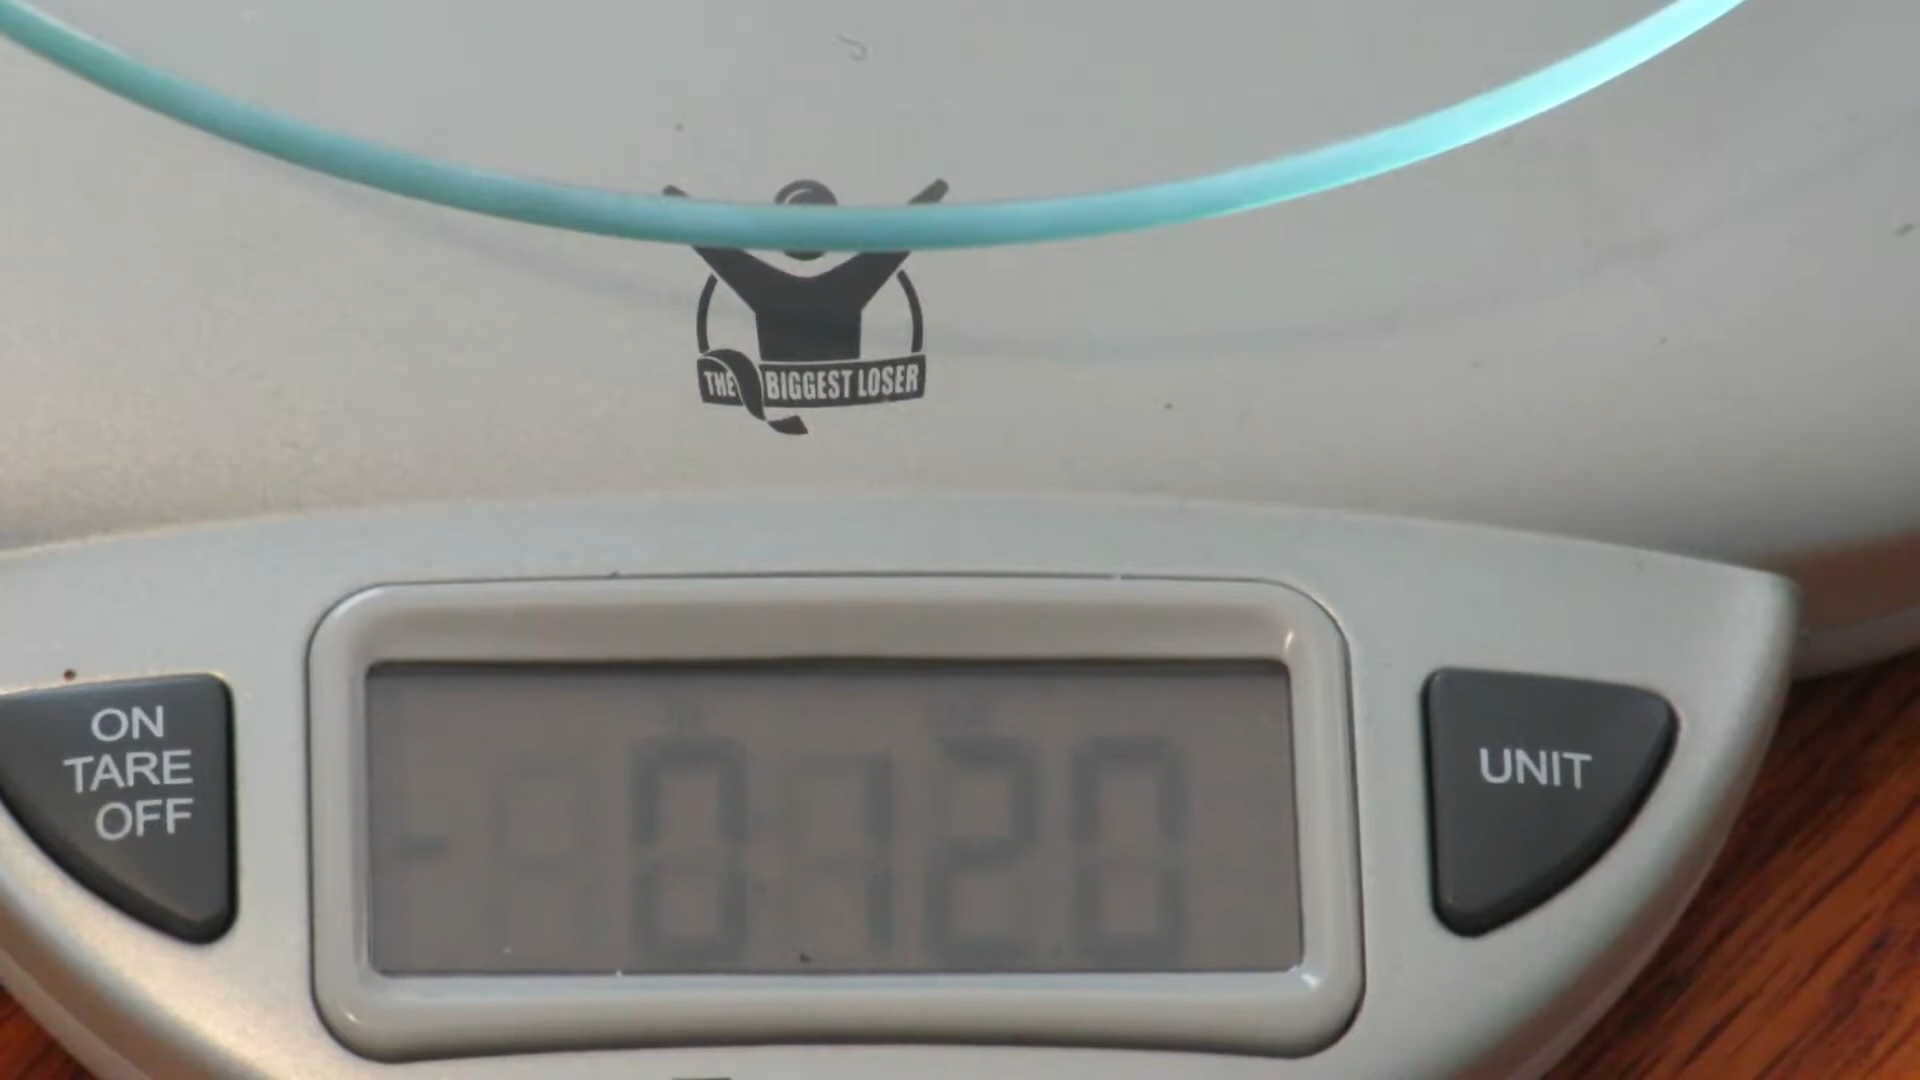 THE BIGGEST LOSER
ON
TARE
OFF
UNIT